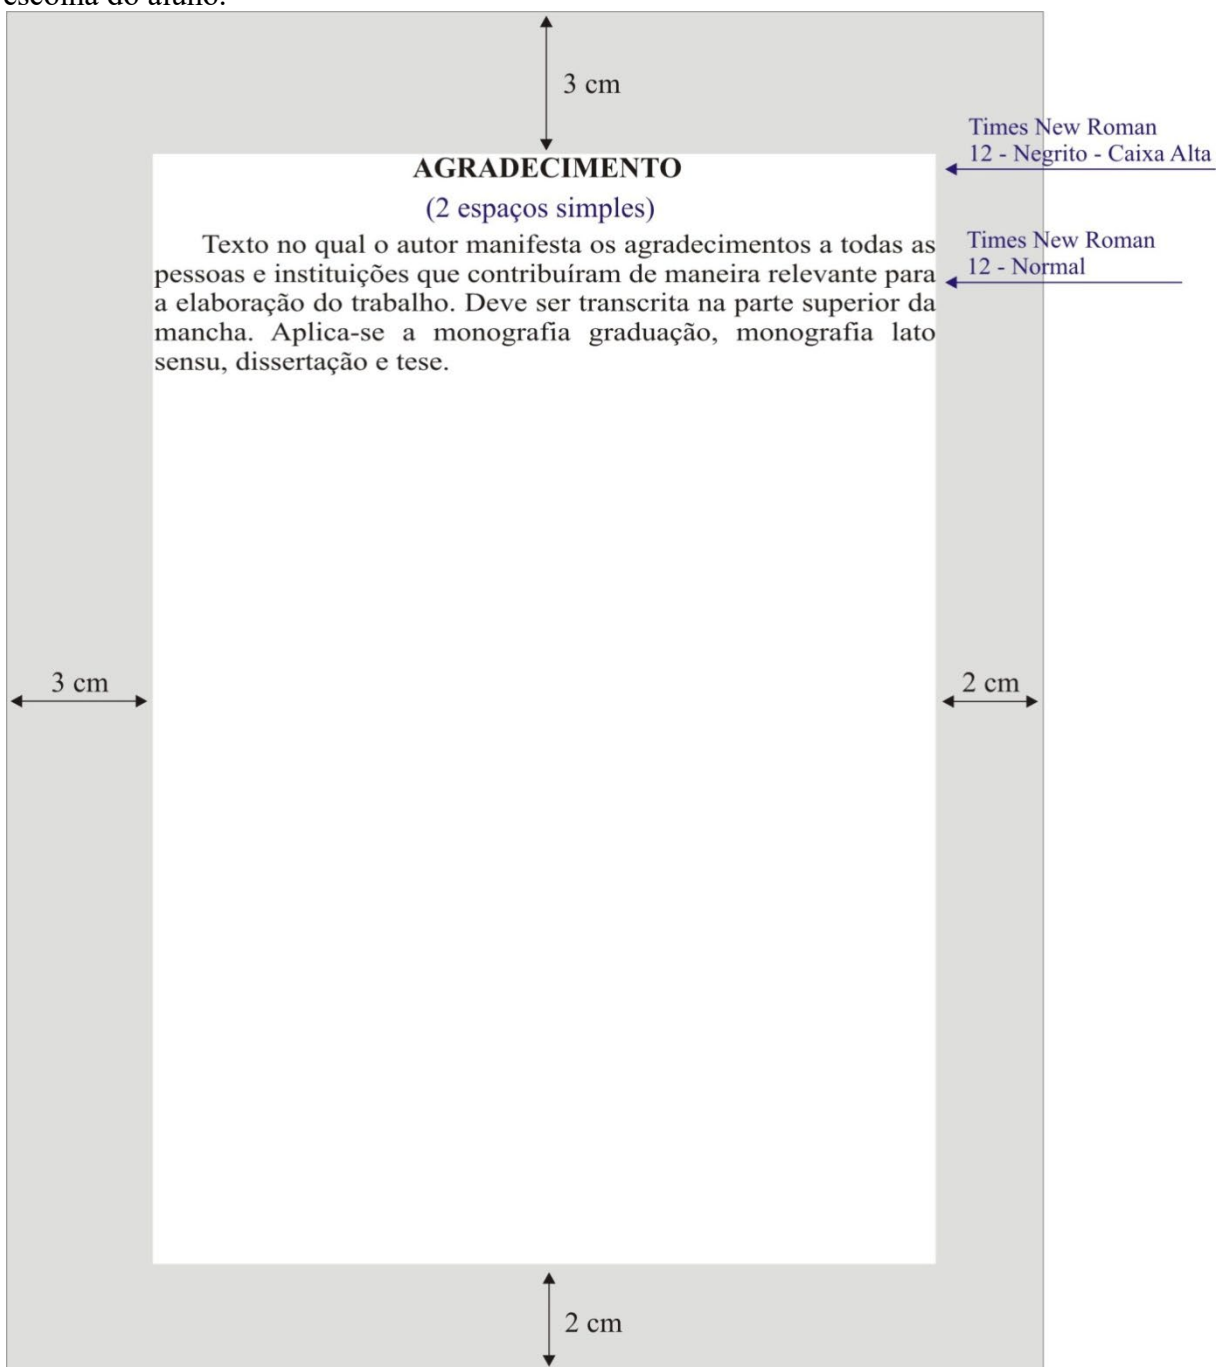 escolha do aluno.
3 cm
Times New Roman
12 - Negrito - Caixa Alta
AGRADECIMENTO
(2 espaços simples)
Texto no qual o autor manifesta os agradecimentos a todas as
pessoas e instituições que contribuíram de maneira relevante para
a elaboração do trabalho. Deve ser transcrita na parte superior da
mancha. Aplica-se a monografia graduação, monografia lato
sensu, dissertação e tese.
Times New Roman
12 - Normal
3 cm
2 cm
2 cm